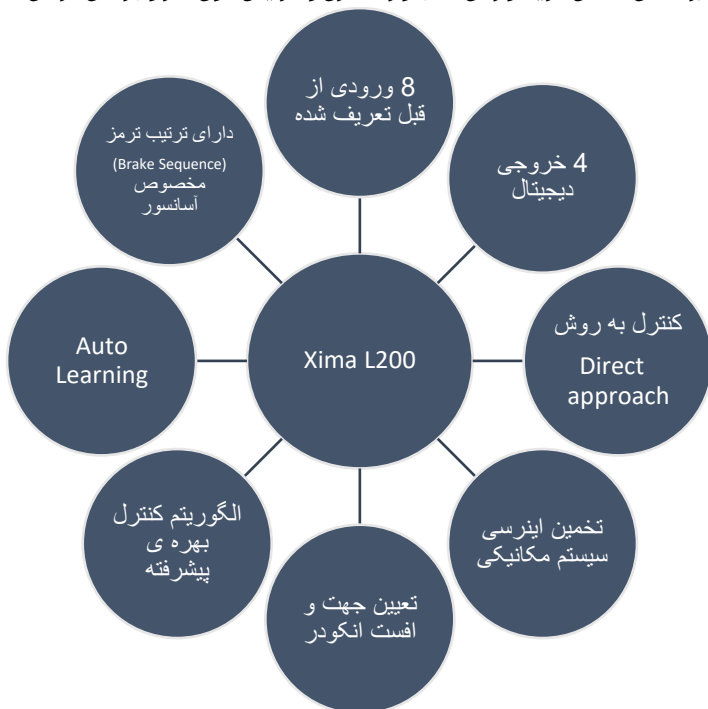 8 ورودی از
قبل تعریف شده
4 خروجی
دیجیتال
کنترل به روش
Direct
approach
تخمین اینرسی
سیستم مکانیکی
تعیین جهت و
افست انکودر
الگوریتم کنترل
بهره ی
پیشرفته
Auto
Learning
دارای ترتیب ترمز
(Brake Sequence)
مخصوص
آسانسور
Xima L200